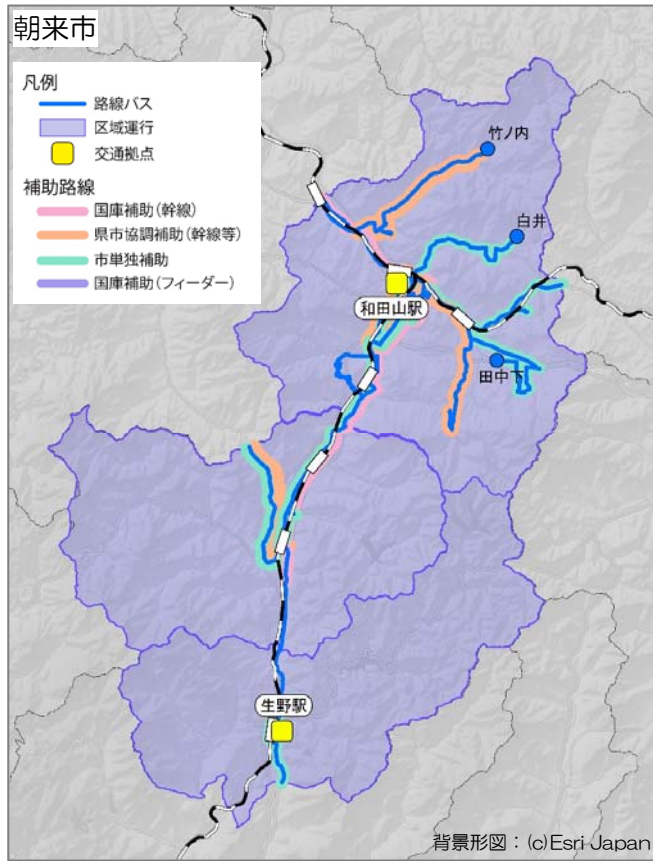 朝来市
凡例
路線バス
区域運行
交通拠点
補助路線
国庫補助(幹線)
県市協調補助(幹線等)
市単独補助
国庫補助(フィーダー)
竹ノ内
白井
和田山駅
田中下
生野駅
背景形図：(c)Esri Japan